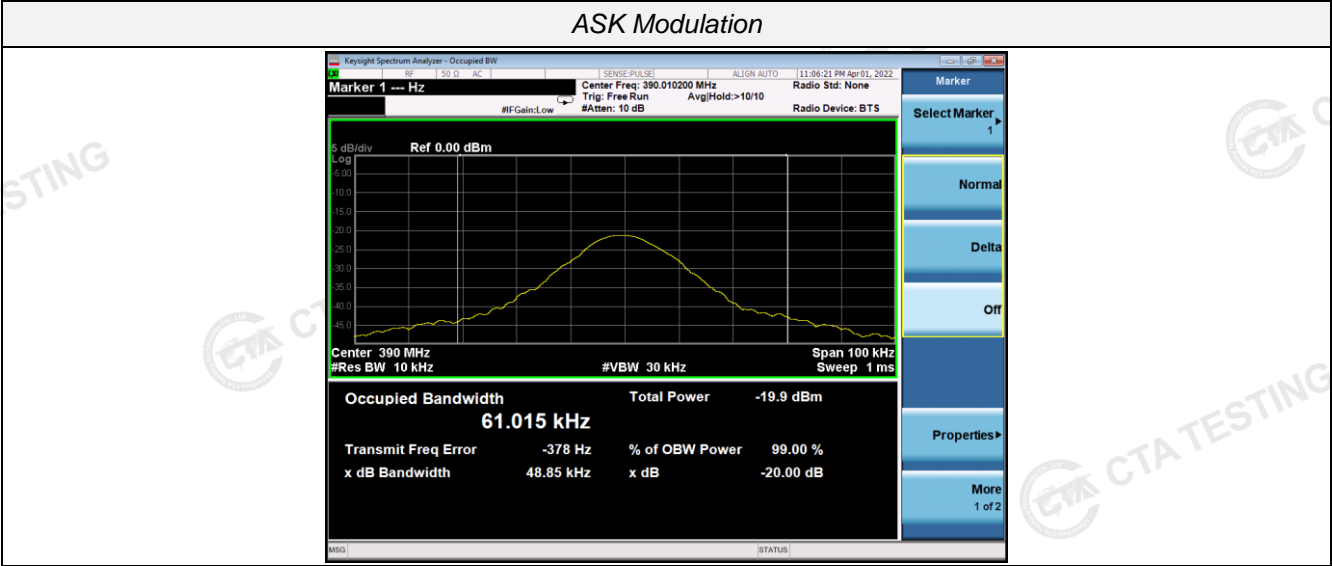 ASK Modulation
Keysight Spectrum Analyzer - Occupied BW
RF 50 Ω AC SENSE:PULSE ALIGN AUTO 11:06:21 PM Apr 01, 2022
Marker 1 --- Hz
Center Freq: 390.010200 MHz Radio Std: None
Trig: Free Run Avg|Hold:>10/10
#IFGain:Low #Atten: 10 dB Radio Device: BTS
5 dB/div Ref 0.00 dBm
Log
-5.00
-10.0
-15.0
-20.0
-25.0
-30.0
-35.0
-40.0
-45.0
Center 390 MHz Span 100 kHz
#Res BW 10 kHz #VBW 30 kHz Sweep 1 ms
Occupied Bandwidth Total Power -19.9 dBm
61.015 kHz
Transmit Freq Error -378 Hz % of OBW Power 99.00 %
x dB Bandwidth 48.85 kHz x dB -20.00 dB
MSG STATUS
Marker
Select Marker
1
Normal
Delta
Off
Properties
More
1 of 2
CTA TESTING